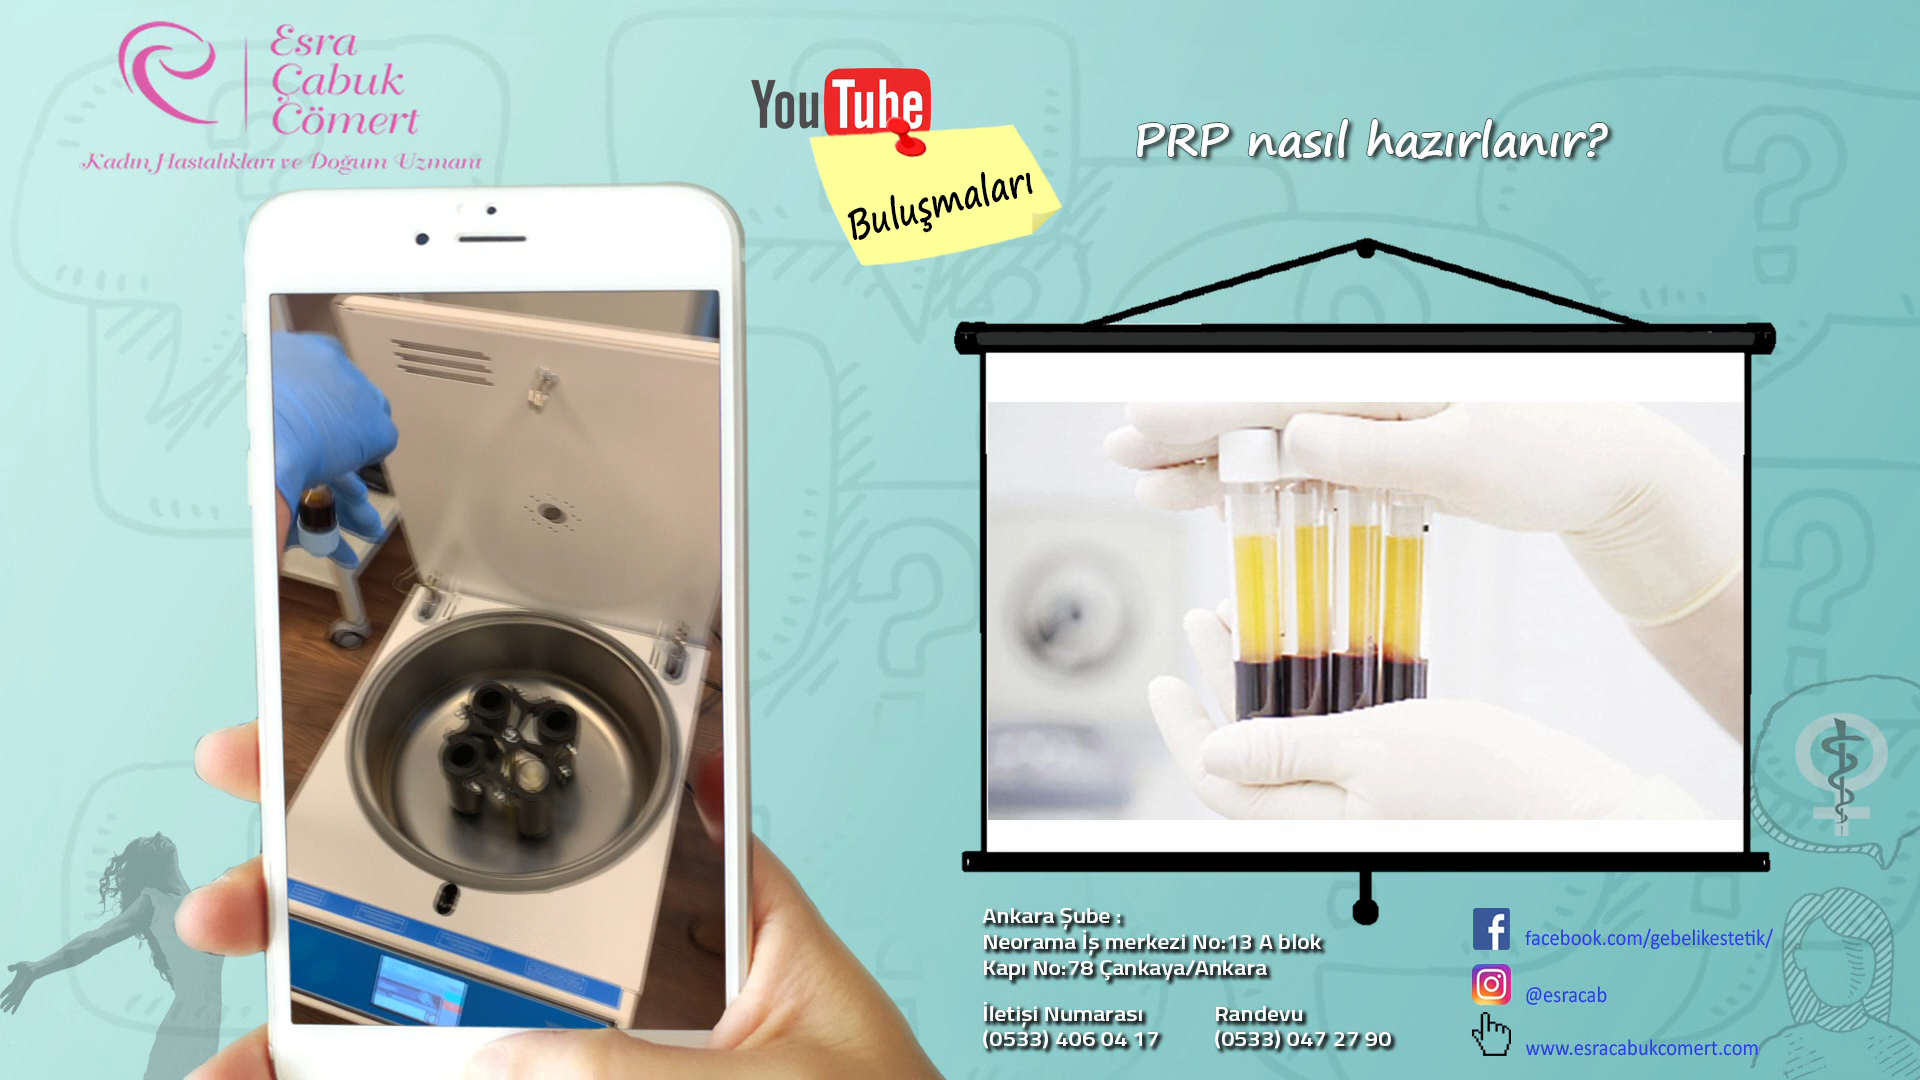 Esra
Çabuk
Çömert
Kadın Hastalıkları ve Doğum Uzmanı
YouTube
Buluşmaları
PRP nasıl hazırlanır?
Ankara Şube :
Neorama İş merkezi No:13 A blok
Kapı No:78 Çankaya/Ankara
İletişi Numarası
(0533) 406 04 17
Randevu
(0533) 047 27 90
facebook.com/gebelikestetik/
@esracab
www.esracabukcomert.com